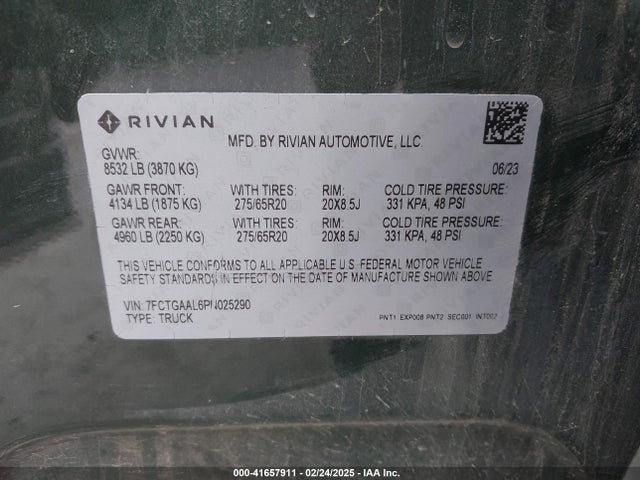 RIVIAN
MFD. BY RIVIAN AUTOMOTIVE, LLC
GVWR:
8532 LB (3870 KG) 06/23
GAWR FRONT: WITH TIRES: RIM: COLD TIRE PRESSURE:
4134 LB (1875 KG) 275/65R20 20X8.5J 331 KPA, 48 PSI
GAWR REAR: WITH TIRES: RIM: COLD TIRE PRESSURE:
4960 LB (2250 KG) 275/65R20 20X8.5J 331 KPA, 48 PSI
THIS VEHICLE CONFORMS TO ALL APPLICABLE U.S. FEDERAL MOTOR VEHICLE
SAFETY STANDARDS IN EFFECT ON THE DATE OF MANUFACTURE SHOWN ABOVE
VIN: 7FCTGAAL6PN025290
TYPE: TRUCK PNT1 EXP008 PNT2 SEC001 INT002
000-41657911 - 02/24/2025 - IAA Inc.